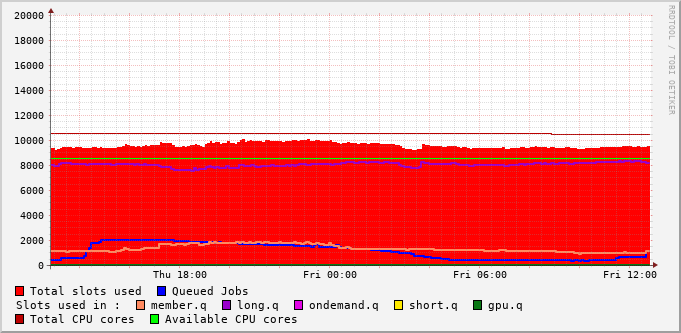 20000
18000
16000
14000
12000
10000
8000
6000
4000
2000
0
Thu 18:00 Fri 00:00 Fri 06:00 Fri 12:00
RRDTOOL / TOBI OETIKER
Total slots used Queued Jobs
Slots used in : member.q long.q ondemand.q short.q gpu.q
Total CPU cores Available CPU cores